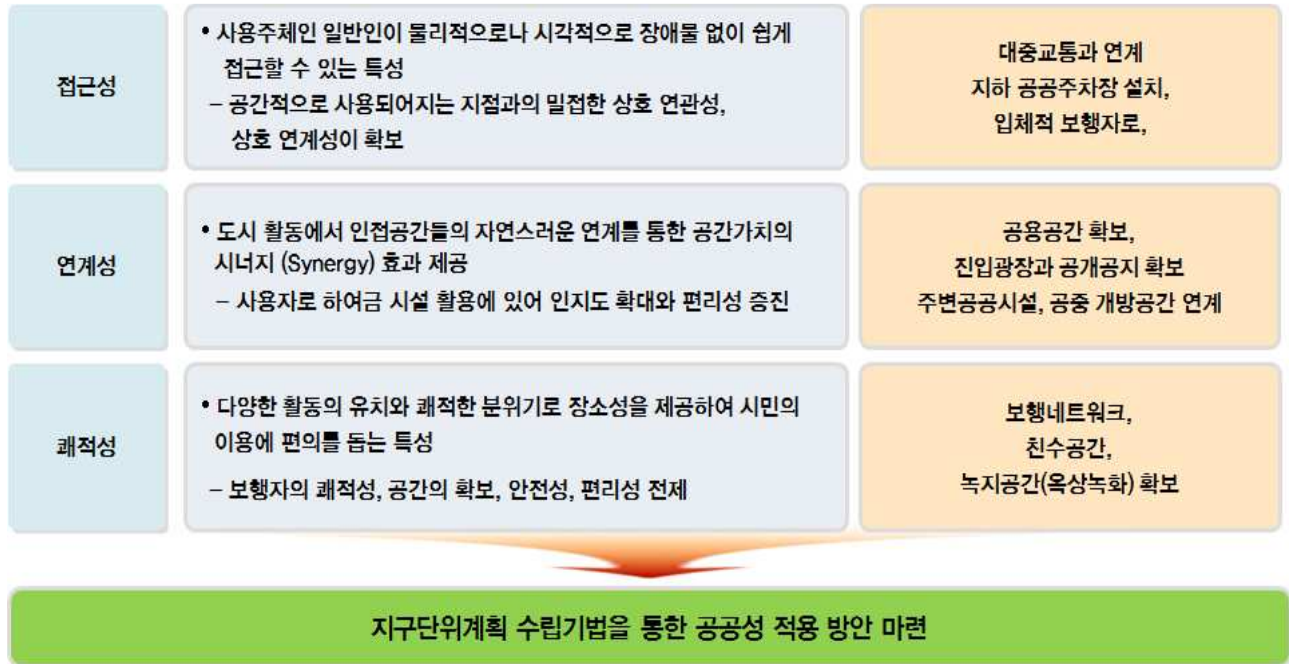 접근성
• 사용주체인 일반인이 물리적으로나 시각적으로 장애물 없이 쉽게
접근할 수 있는 특성
– 공간적으로 사용되어지는 지점과의 밀접한 상호 연관성,
상호 연계성이 확보
대중교통과 연계
지하 공공주차장 설치,
입체적 보행자로,
연계성
• 도시 활동에서 인접공간들의 자연스러운 연계를 통한 공간가치의
시너지 (Synergy) 효과 제공
– 사용자로 하여금 시설 활용에 있어 인지도 확대와 편리성 증진
공용공간 확보,
진입광장과 공개공지 확보
주변공공시설, 공중 개방공간 연계
쾌적성
• 다양한 활동의 유치와 쾌적한 분위기로 장소성을 제공하여 시민의
이용에 편의를 돕는 특성
– 보행자의 쾌적성, 공간의 확보, 안전성, 편리성 전제
보행네트워크,
친수공간,
녹지공간(옥상녹화) 확보
지구단위계획 수립기법을 통한 공공성 적용 방안 마련